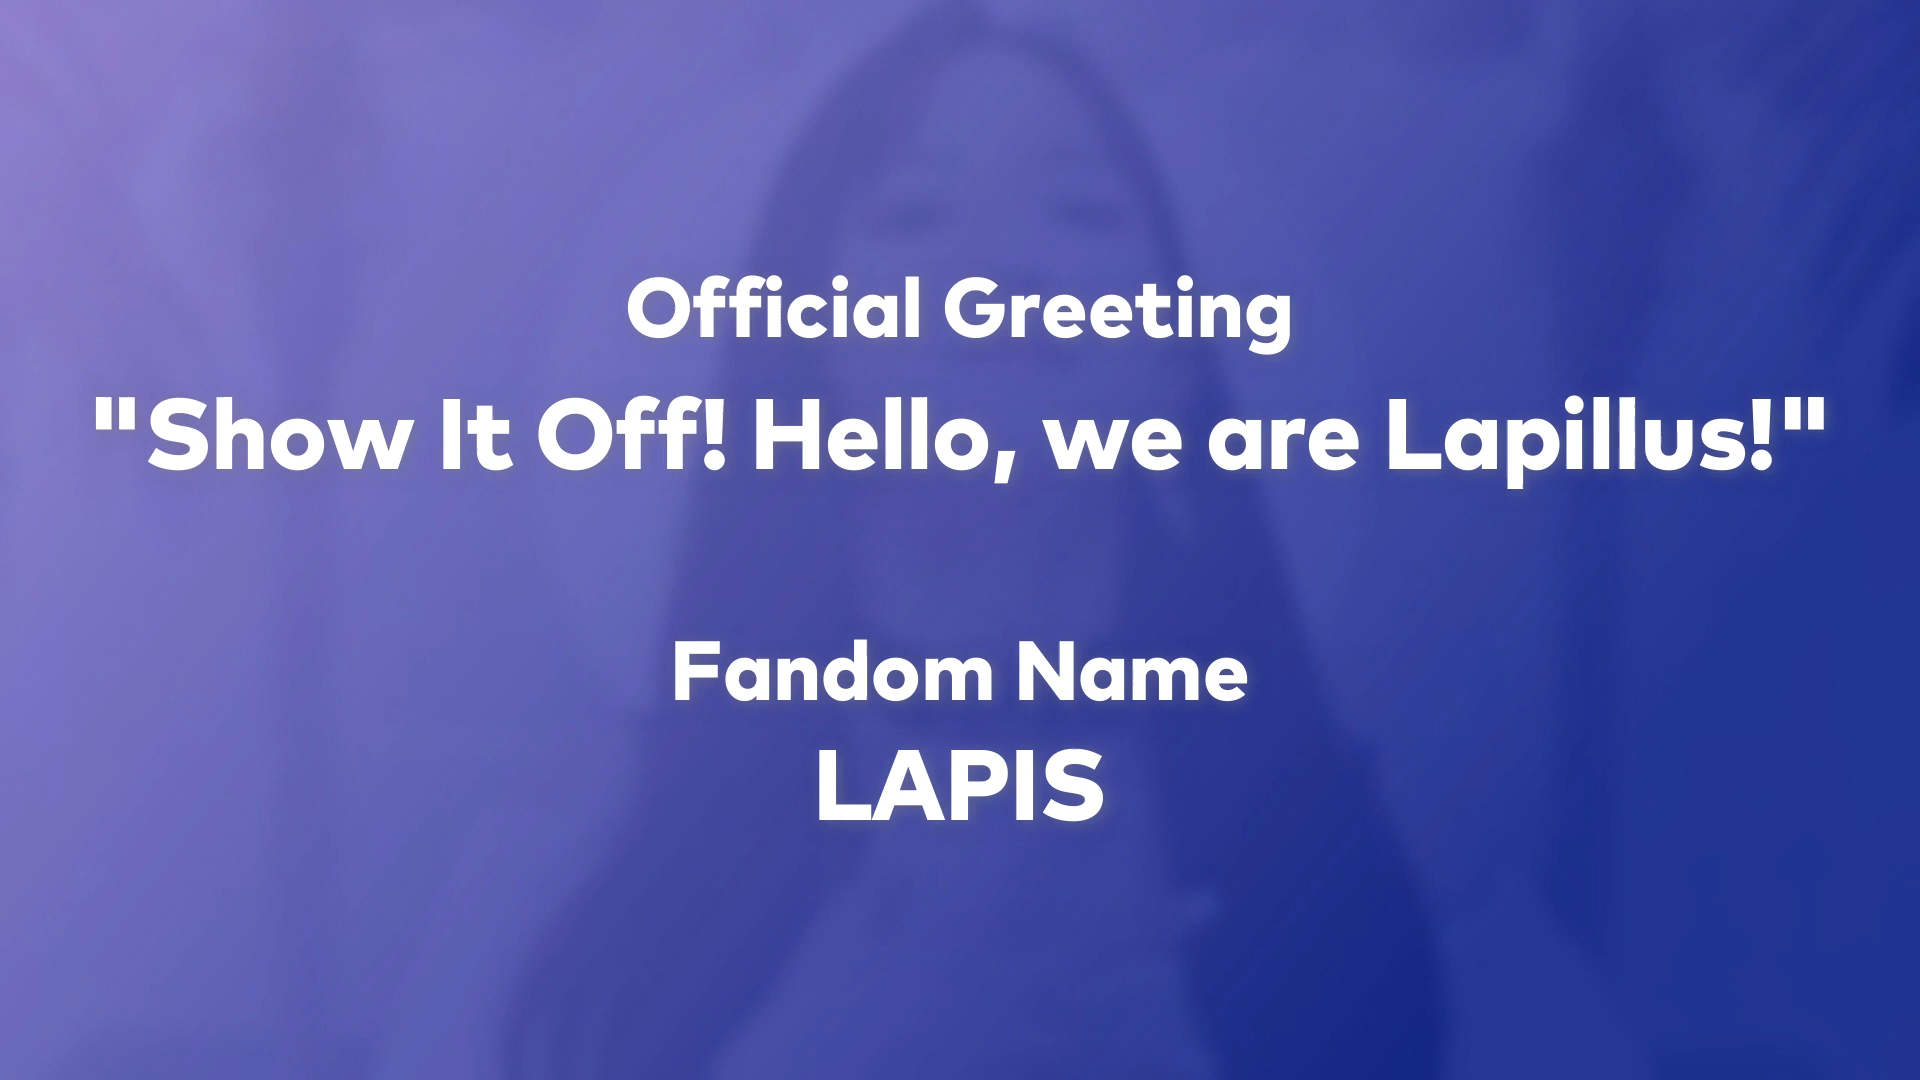 Official Greeting
"Show It Off! Hello, we are Lapillus!"
Fandom Name
LAPIS